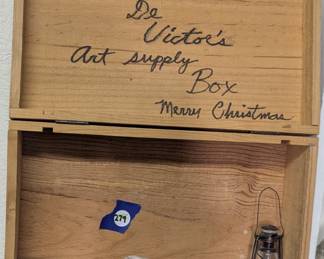 De
Victor's
Art supply
Box
Merry Christmas
279